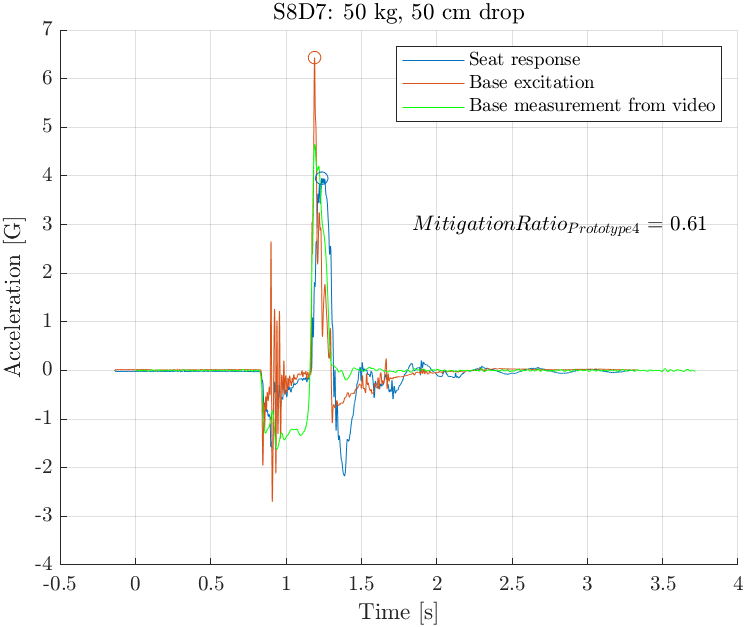 S8D7: 50 kg, 50 cm drop
7
6
5
4
3
2
1
0
-1
-2
-3
-4
Acceleration [G]
Seat response
Base excitation
Base measurement from video
MitigationRatio_Prototype4 = 0.61
-0.5 0 0.5 1 1.5 2 2.5 3 3.5 4
Time [s]